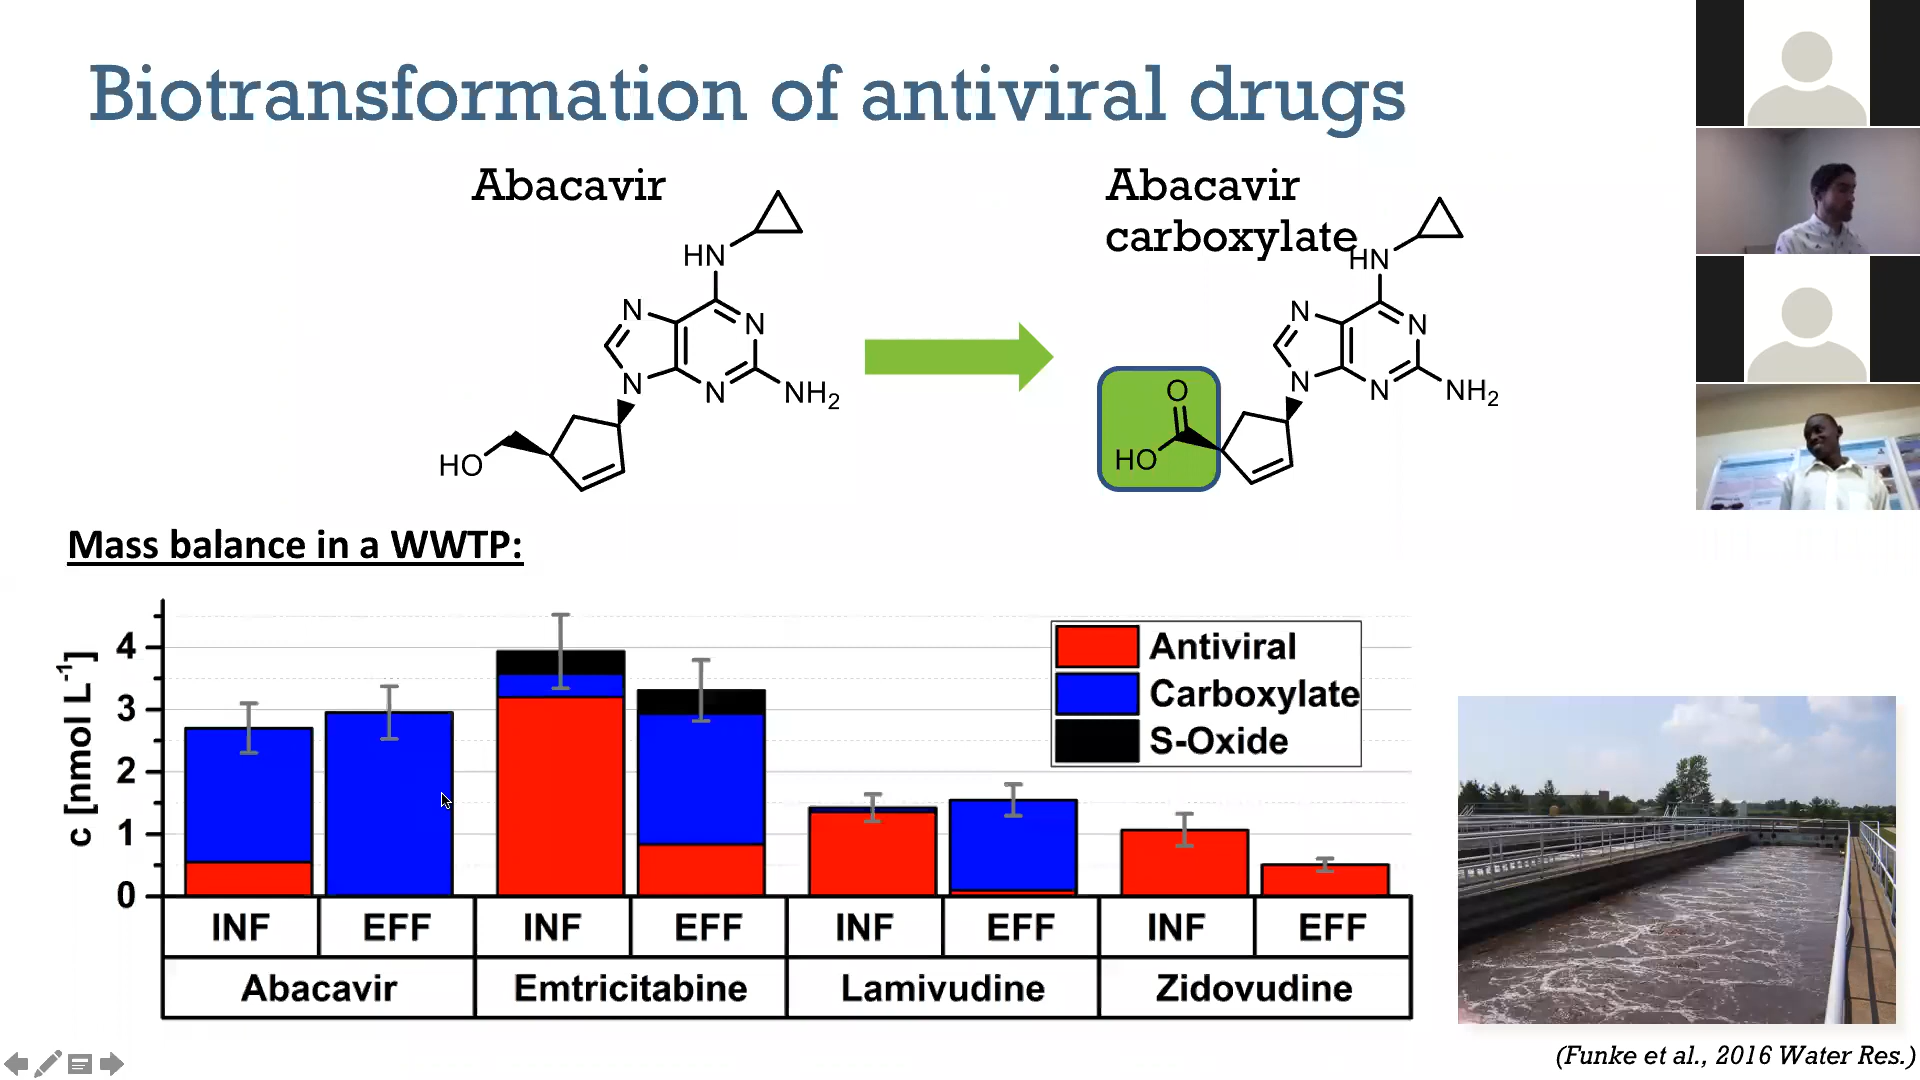 Biotransformation of antiviral drugs
Abacavir
HN
N
N
N
N
NH2
HO
Abacavir
carboxylate
HN
N
N
N
N
NH2
O
HO
Mass balance in a WWTP:
c [nmol L-1]
4
3
2
1
0
Antiviral
Carboxylate
S-Oxide
INF EFF INF EFF INF EFF INF EFF
Abacavir Emtricitabine Lamivudine Zidovudine
(Funke et al., 2016 Water Res.)